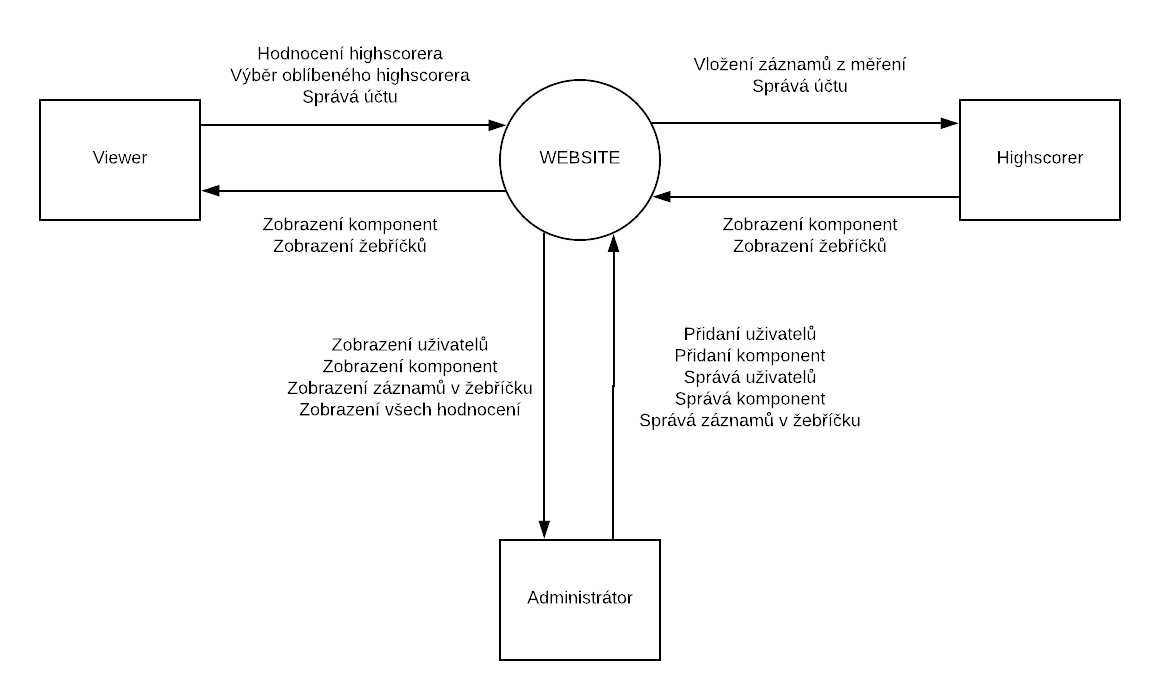 Hodnocení highscorera
Výběr oblíbeného highscorera
Správá účtu
Vložení záznamů z měření
Správá účtu
Viewer
WEBSITE
Highscorer
Zobrazení komponent
Zobrazení žebříčků
Zobrazení komponent
Zobrazení žebříčků
Zobrazení uživatelů
Zobrazení komponent
Zobrazení záznamů v žebříčku
Zobrazení všech hodnocení
Přidaní uživatelů
Přidaní komponent
Správá uživatelů
Správá komponent
Správá záznamů v žebříčku
Administrátor